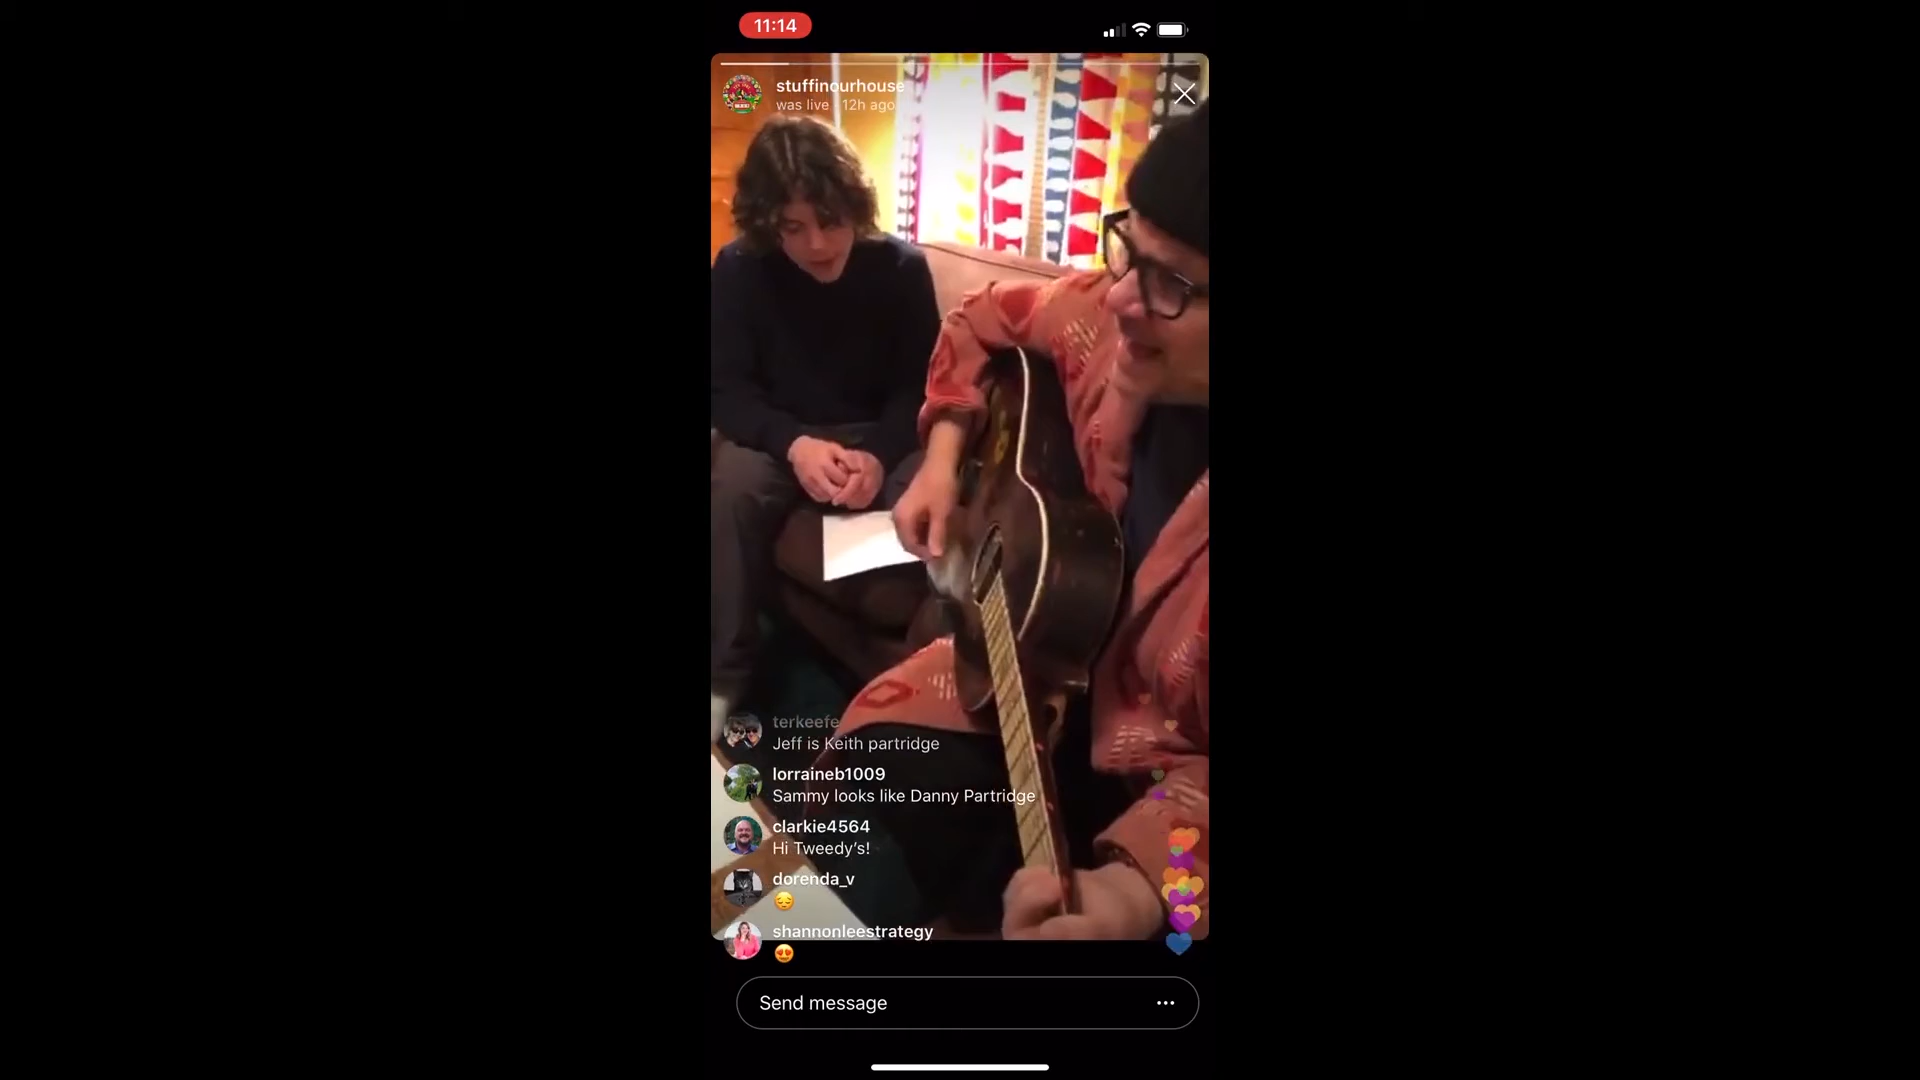 11:14
stuffinourhouse
was live 12h ago
terkeefe
Jeff is Keith partridge
lorraineb1009
Sammy looks like Danny Partridge
clarkie4564
Hi Tweedy’s!
dorenda_v
😔
shannonleestrategy
😍
Send message